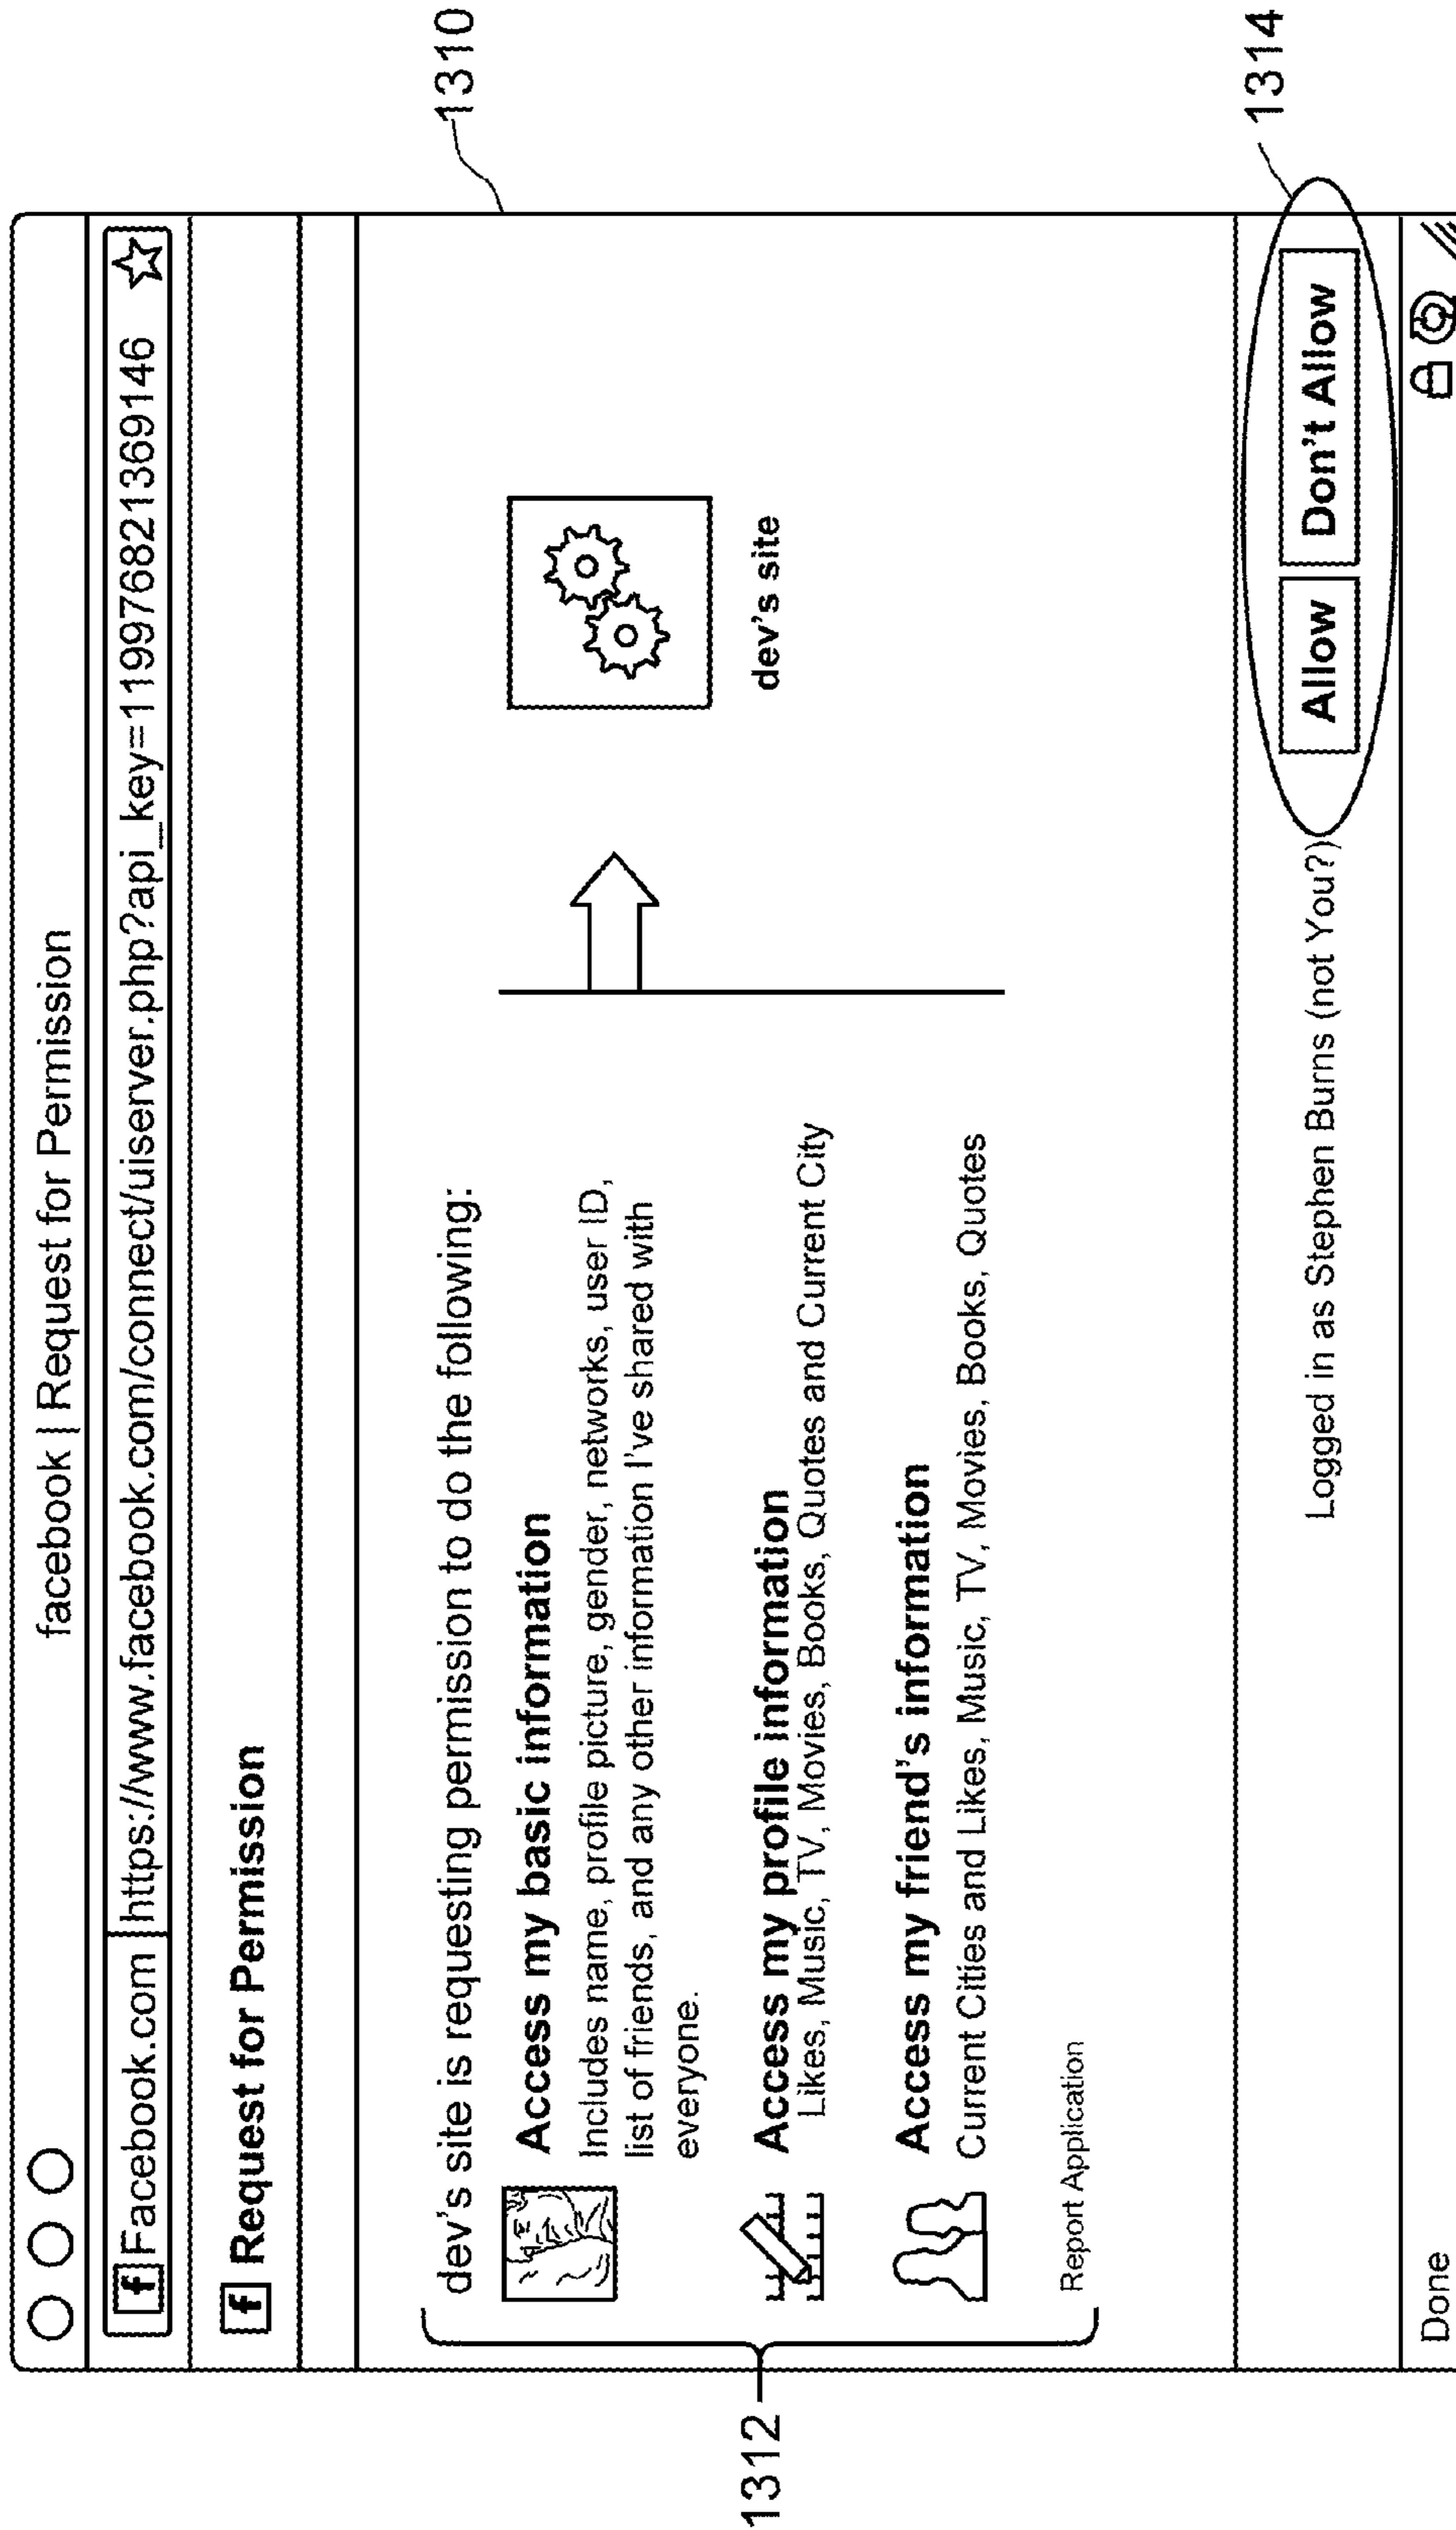 facebook | Request for Permission
f Facebook.com https://www.facebook.com/connect/uiserver.php?api_key=119976821369146
f Request for Permission
1310
dev's site is requesting permission to do the following:
Access my basic information
Includes name, profile picture, gender, networks, user ID,
list of friends, and any other information I've shared with
everyone.
dev's site
1312
Access my profile information
Likes, Music, TV, Movies, Books, Quotes and Current City
Access my friend's information
Current Cities and Likes, Music, TV, Movies, Books, Quotes
Report Application
1314
Logged in as Stephen Burns (not You?) Allow Don't Allow
Done